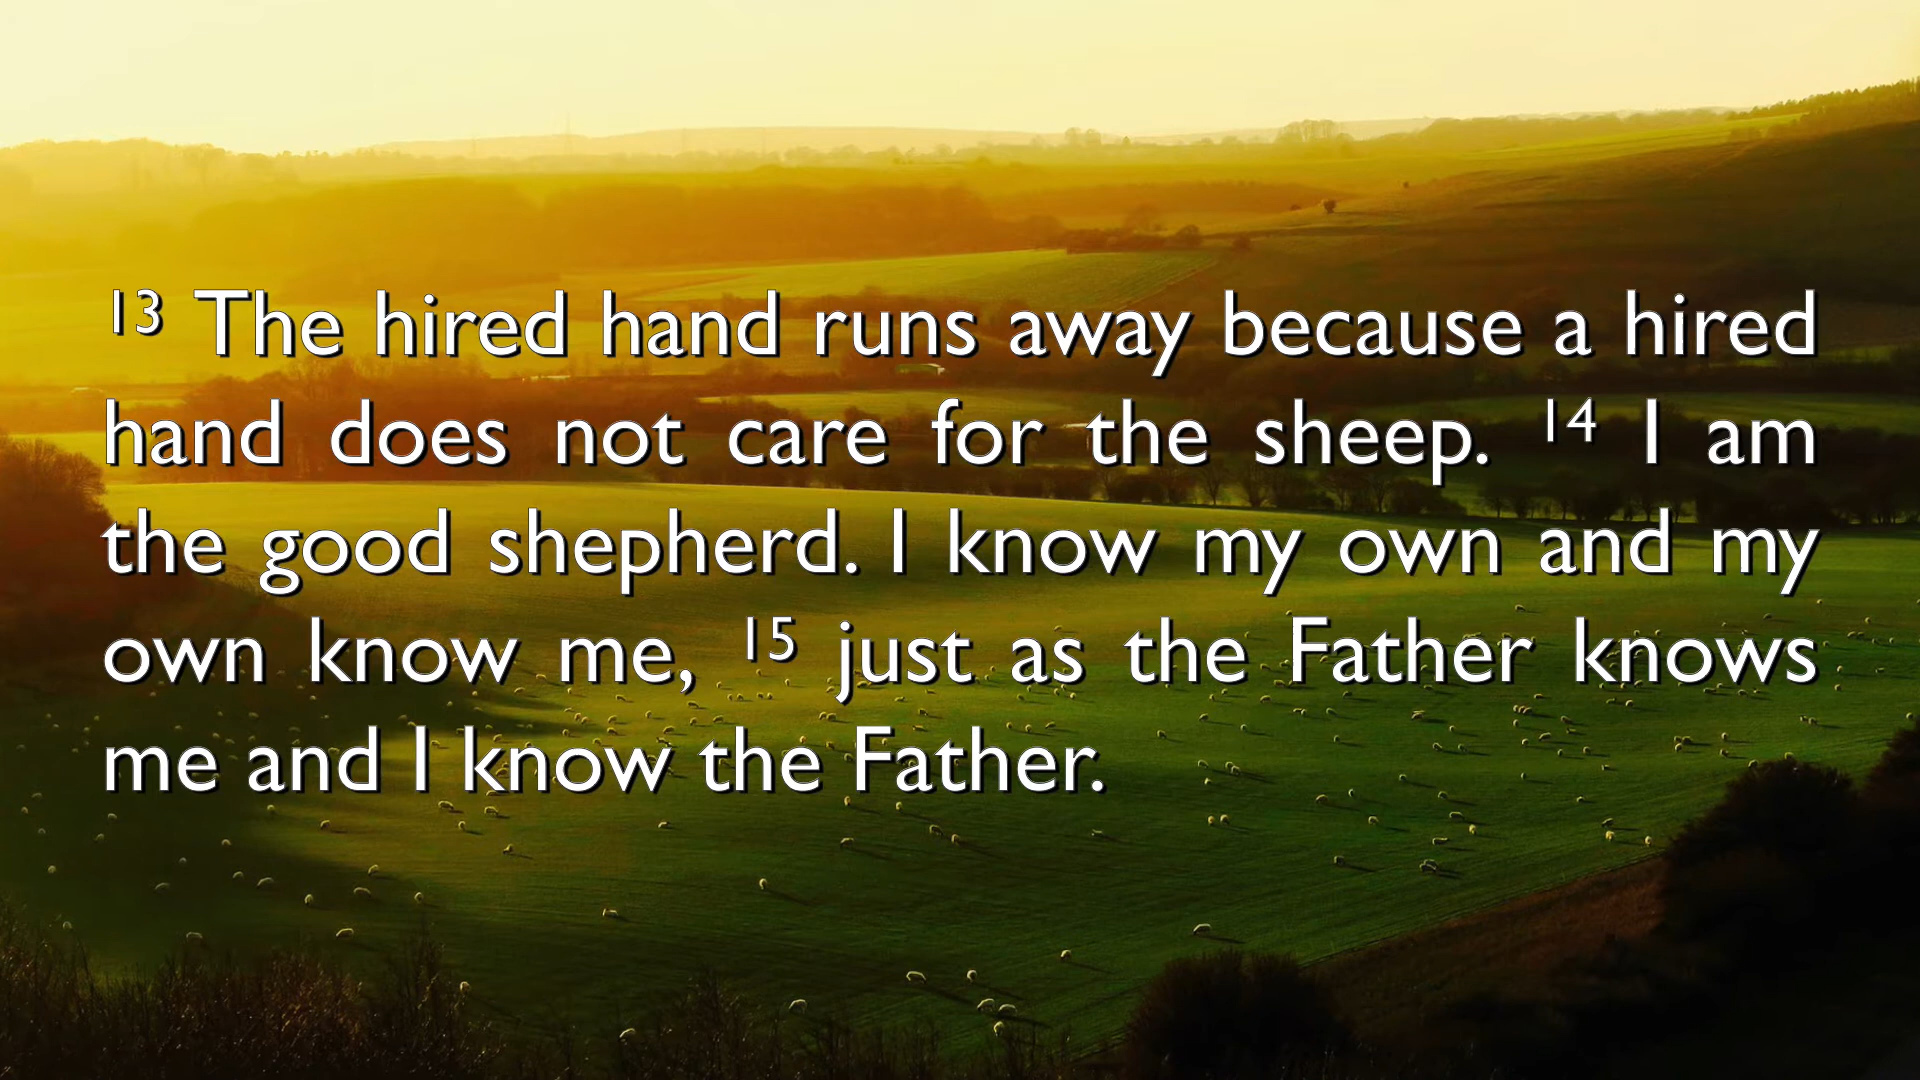 13 The hired hand runs away because a hired
hand does not care for the sheep. 14 I am
the good shepherd. I know my own and my
own know me, 15 just as the Father knows
me and I know the Father.